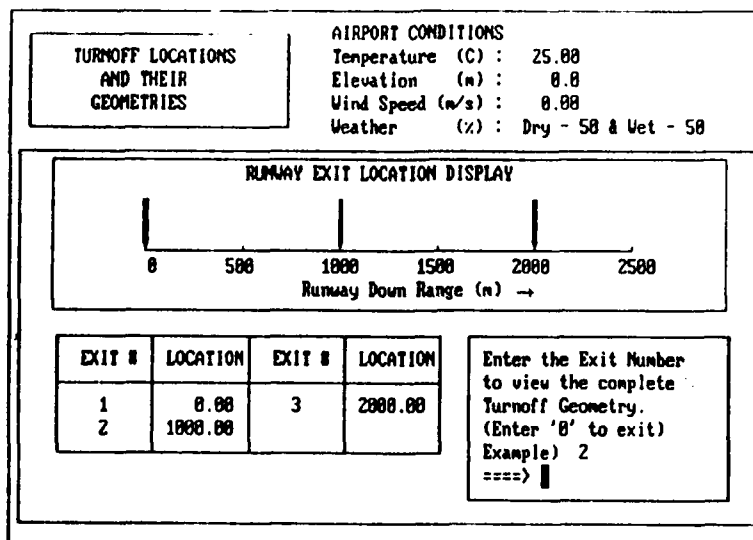 TURNOFF LOCATIONS
AND THEIR
GEOMETRIES
AIRPORT CONDITIONS
Temperature (C) : 25.00
Elevation (m) : 0.0
Wind Speed (m/s) : 0.00
Weather (%) : Dry - 50 & Wet - 50
RUNWAY EXIT LOCATION DISPLAY
0 500 1000 1500 2000 2500
Runway Down Range (m) →
EXIT # LOCATION EXIT # LOCATION
1 0.00 3 2000.00
2 1000.00
Enter the Exit Number
to view the complete
Turnoff Geometry.
(Enter '0' to exit)
Example) 2
====>